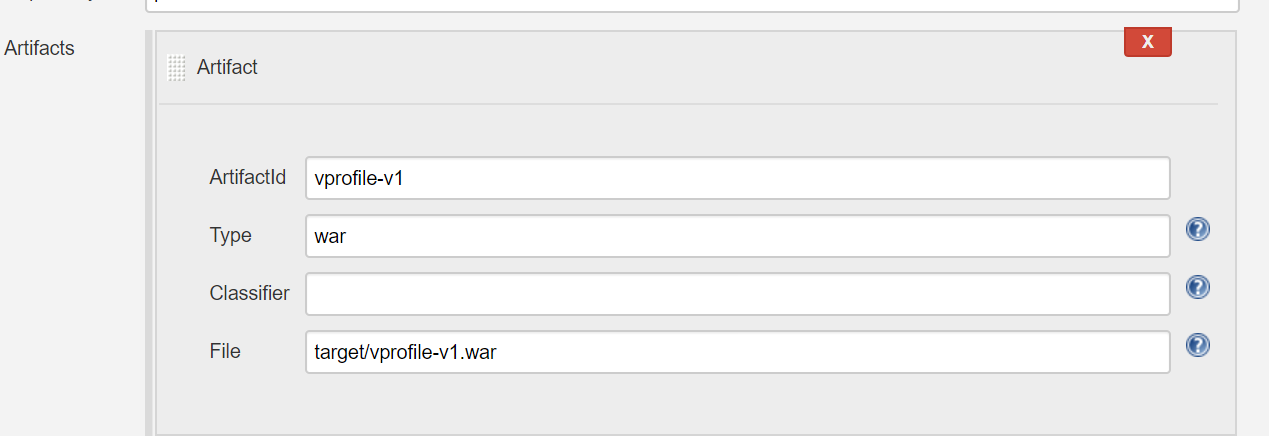 Artifacts
X
Artifact
ArtifactId vprofile-v1
Type war
?
Classifier
?
File target/vprofile-v1.war
?